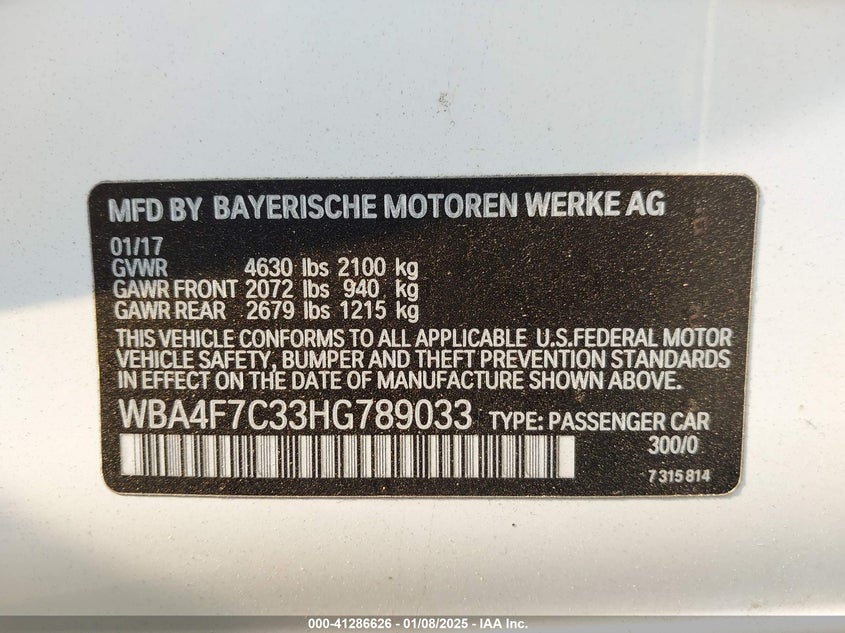 MFD BY BAYERISCHE MOTOREN WERKE AG
01/17
GVWR 4630 lbs 2100 kg
GAWR FRONT 2072 lbs 940 kg
GAWR REAR 2679 lbs 1215 kg
THIS VEHICLE CONFORMS TO ALL APPLICABLE U.S.FEDERAL MOTOR
VEHICLE SAFETY, BUMPER AND THEFT PREVENTION STANDARDS
IN EFFECT ON THE DATE OF MANUFACTURE SHOWN ABOVE.
WBA4F7C33HG789033 TYPE: PASSENGER CAR
300/0
7 315 814
000-41286626 - 01/08/2025 - IAA Inc.